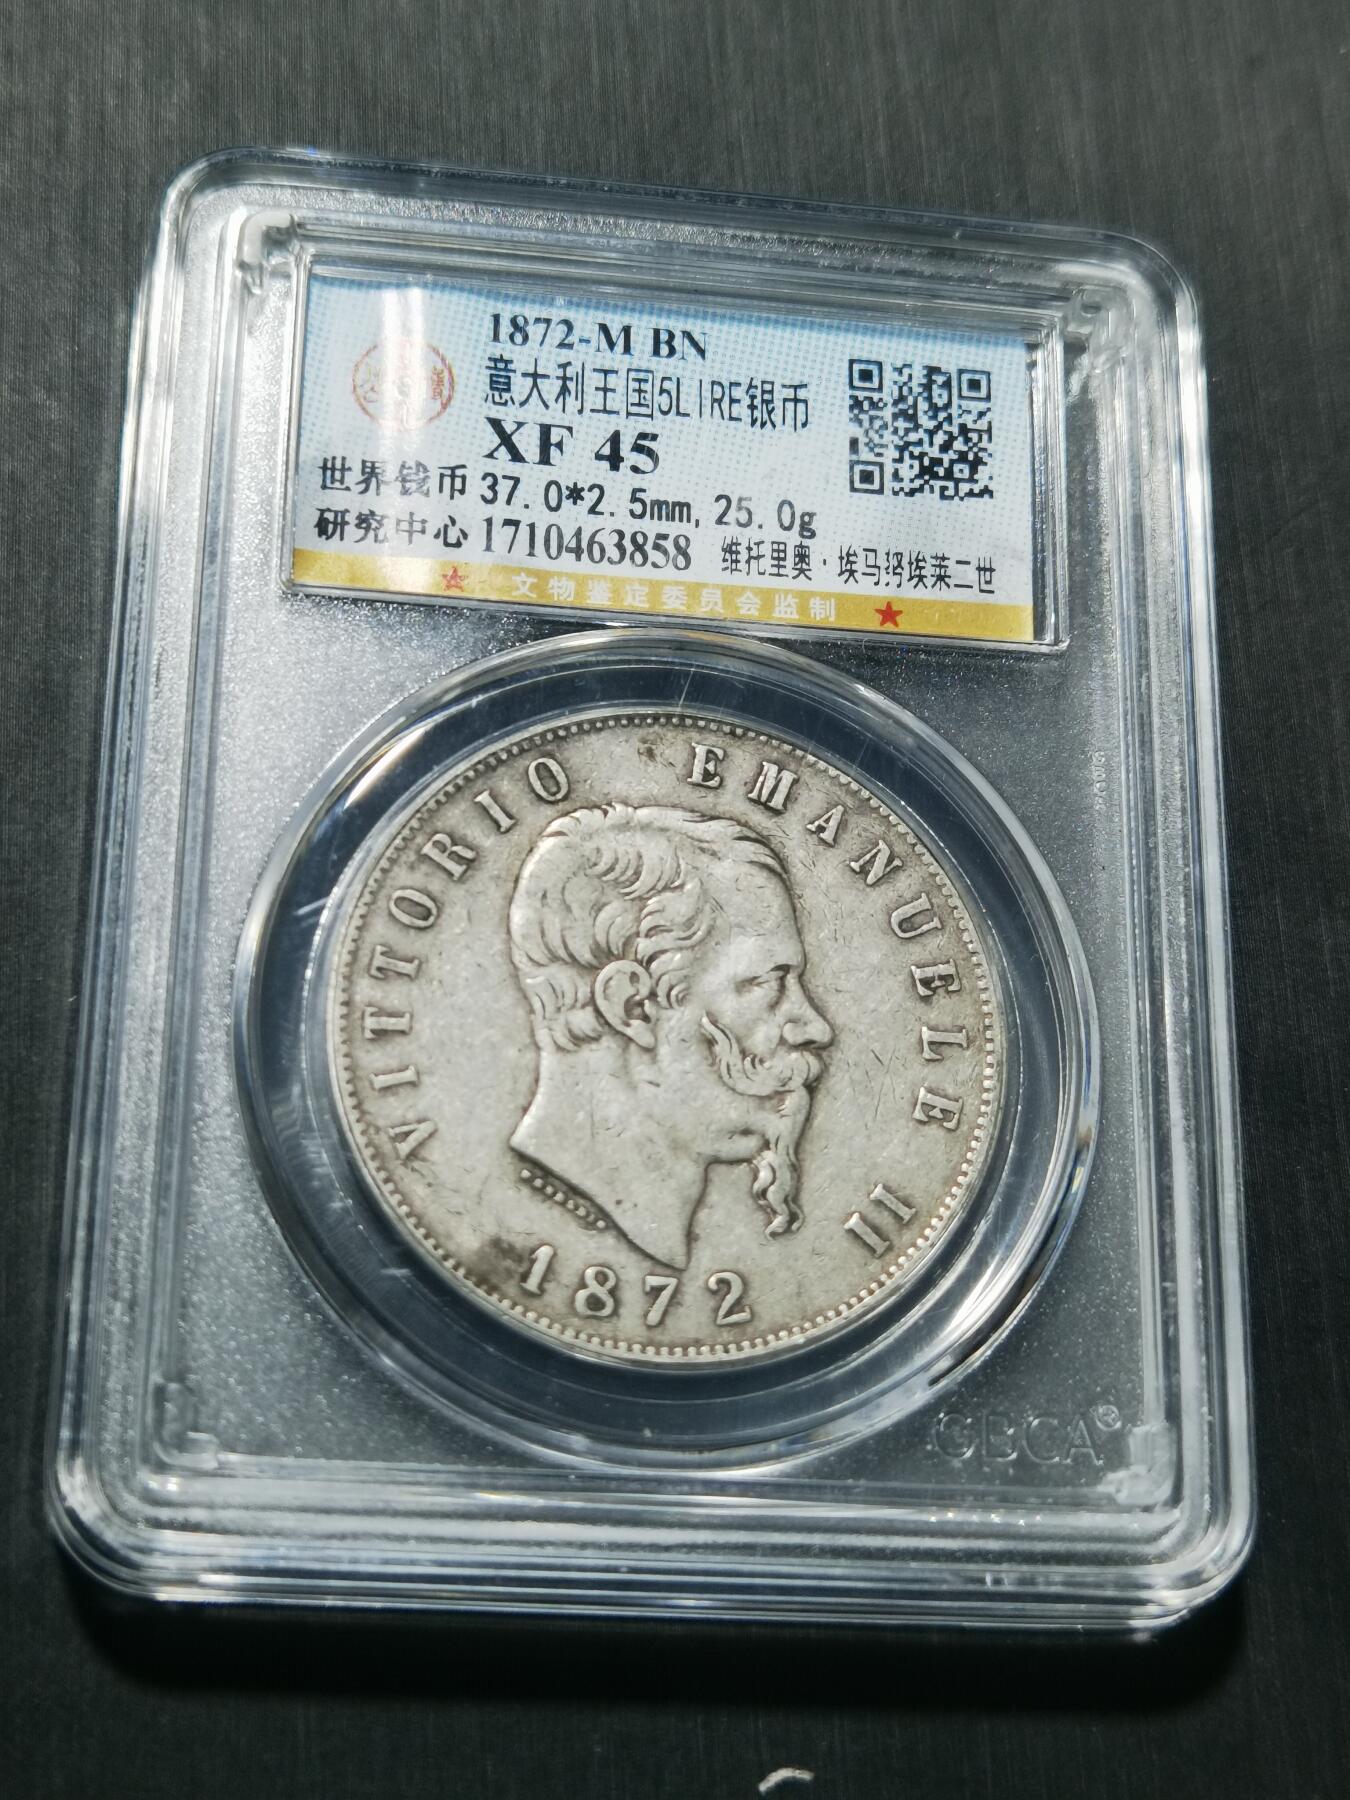 1872-M BN
意大利王国5LIRE银币
XF 45
世界钱币
37.0*2.5mm, 25.0g
研究中心
1710463858
维托里奥·埃马努埃莱二世
文物鉴定委员会监制
VITTORIO EMANUELE II
1872
GBCA®